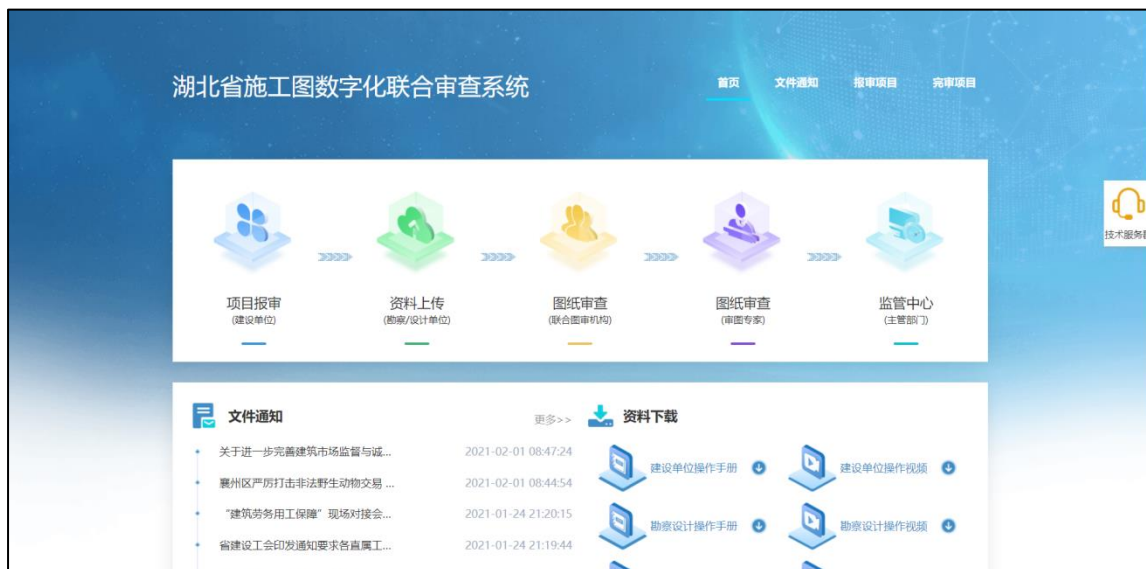 湖北省施工图数字化联合审查系统
首页 文件通知 报审项目 完审项目
技术服务
项目报审 资料上传 图纸审查 图纸审查 监管中心
(建设单位) (勘察/设计单位) (联合图审机构) (审图专家) (主管部门)
文件通知 更多>> 资料下载
关于进一步完善建筑市场监督与诚... 2021-02-01 08:47:24
襄州区严厉打击非法野生动物交易 ... 2021-02-01 08:44:54
“建筑劳务用工保障”现场对接会... 2021-01-24 21:20:15
省建设工会印发通知要求各直属工... 2021-01-24 21:19:44
建设单位操作手册 建设单位操作视频
勘察设计操作手册 勘察设计操作视频